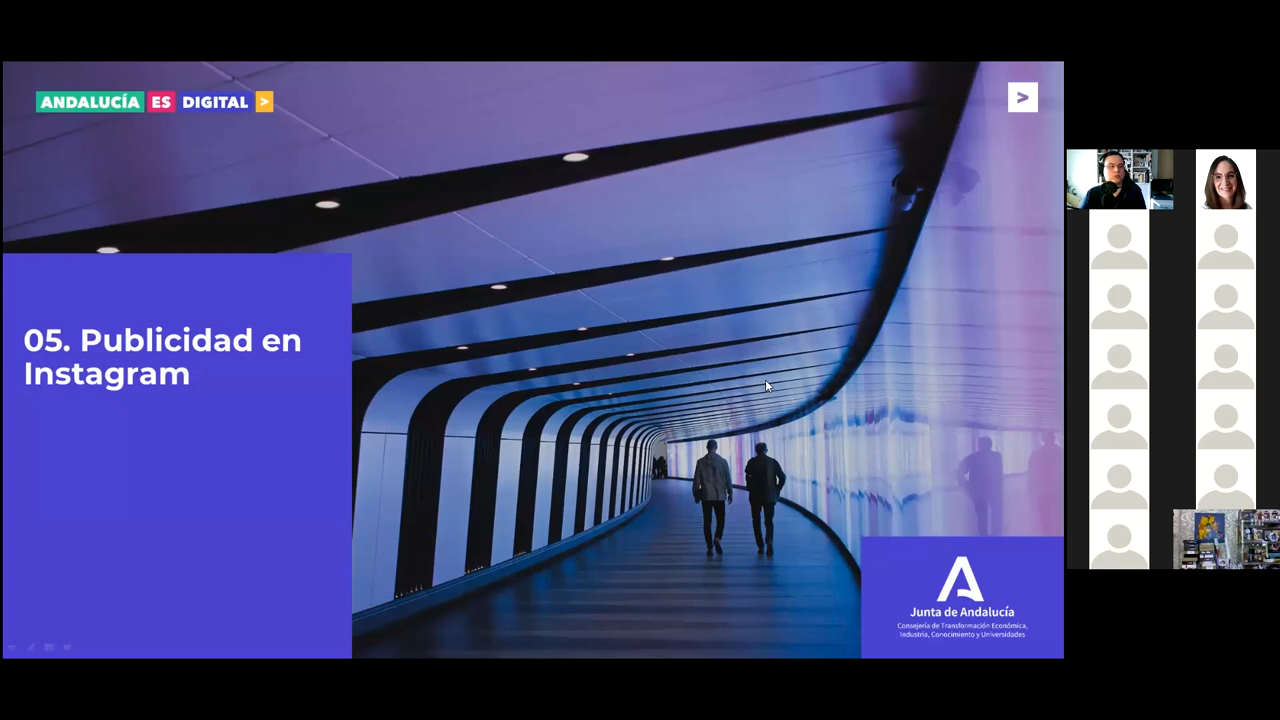 ANDALUCÍA ES DIGITAL >
>
05. Publicidad en
Instagram
Junta de Andalucía
Consejería de Transformación Económica,
Industria, Conocimiento y Universidades